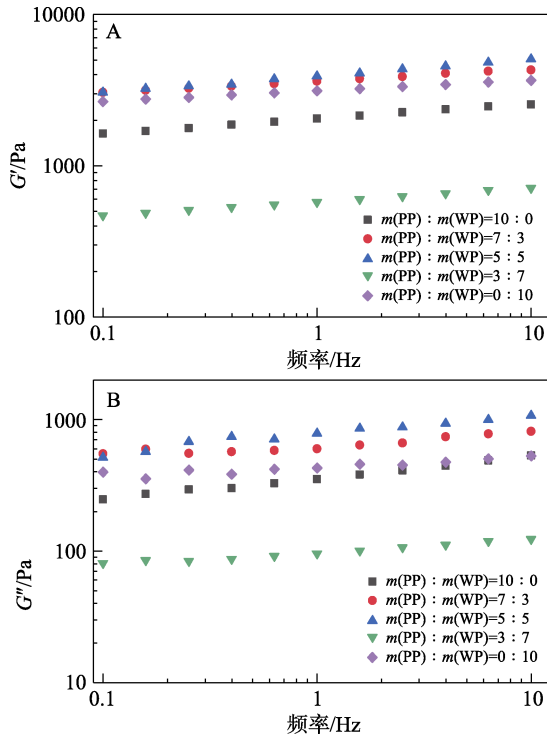 A
10000
1000
100
G′/Pa
m(PP)∶m(WP)=10∶0
m(PP)∶m(WP)=7∶3
m(PP)∶m(WP)=5∶5
m(PP)∶m(WP)=3∶7
m(PP)∶m(WP)=0∶10
0.1 1 10
频率/Hz
B
1000
100
10
G″/Pa
m(PP)∶m(WP)=10∶0
m(PP)∶m(WP)=7∶3
m(PP)∶m(WP)=5∶5
m(PP)∶m(WP)=3∶7
m(PP)∶m(WP)=0∶10
0.1 1 10
频率/Hz